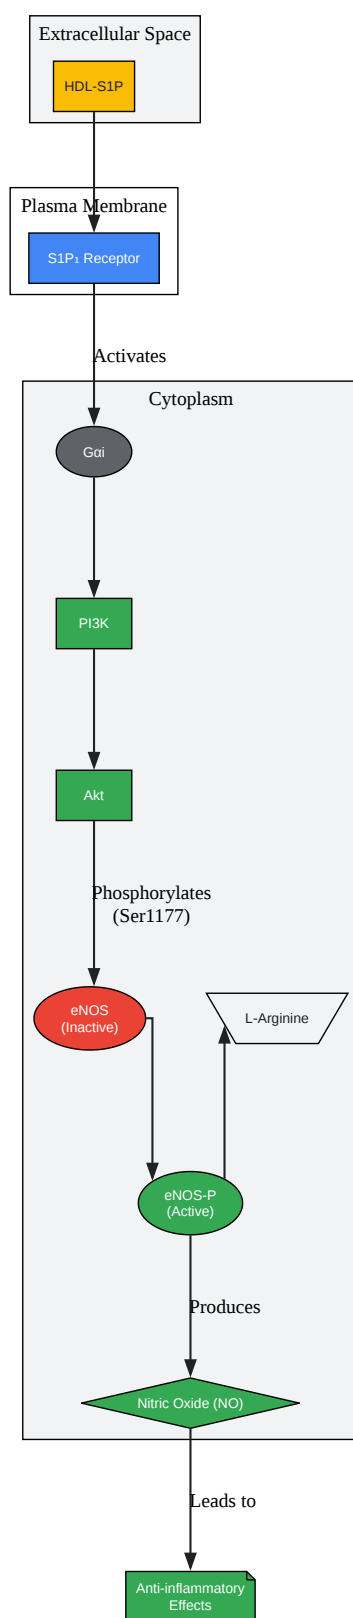 Extracellular Space
HDL-S1P
Plasma Membrane
S1P₁ Receptor
Activates
Cytoplasm
Gαi
PI3K
Akt
Phosphorylates
(Ser1177)
eNOS
(Inactive)
L-Arginine
eNOS-P
(Active)
Produces
Nitric Oxide (NO)
Leads to
Anti-inflammatory
Effects